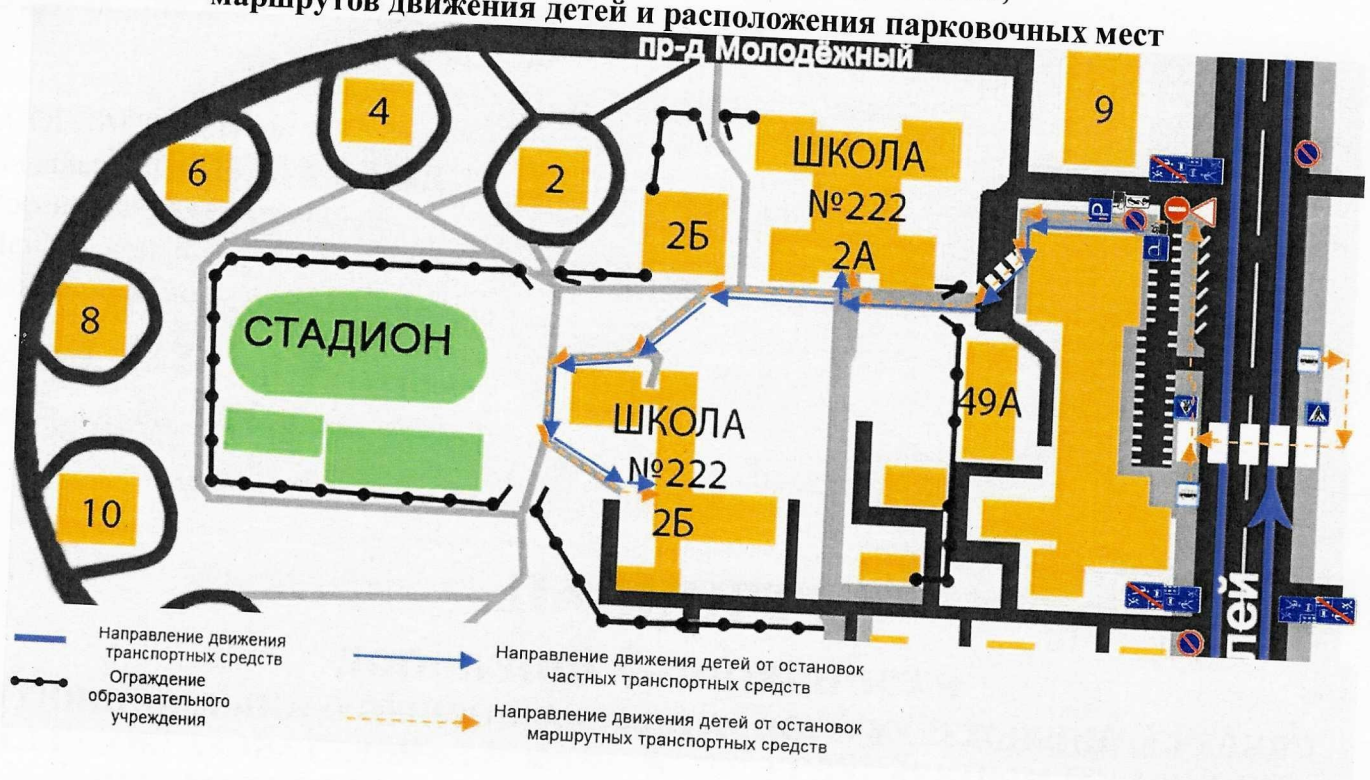 маршрутов движения детей и расположения парковочных мест
пр-д Молодёжный
4
6
2
9
ШКОЛА
№222
2А
2Б
8
СТАДИОН
49А
ШКОЛА
№222
2Б
10
лей
Направление движения
транспортных средств
Ограждение
образовательного
учреждения
Направление движения детей от остановок
частных транспортных средств
Направление движения детей от остановок
маршрутных транспортных средств